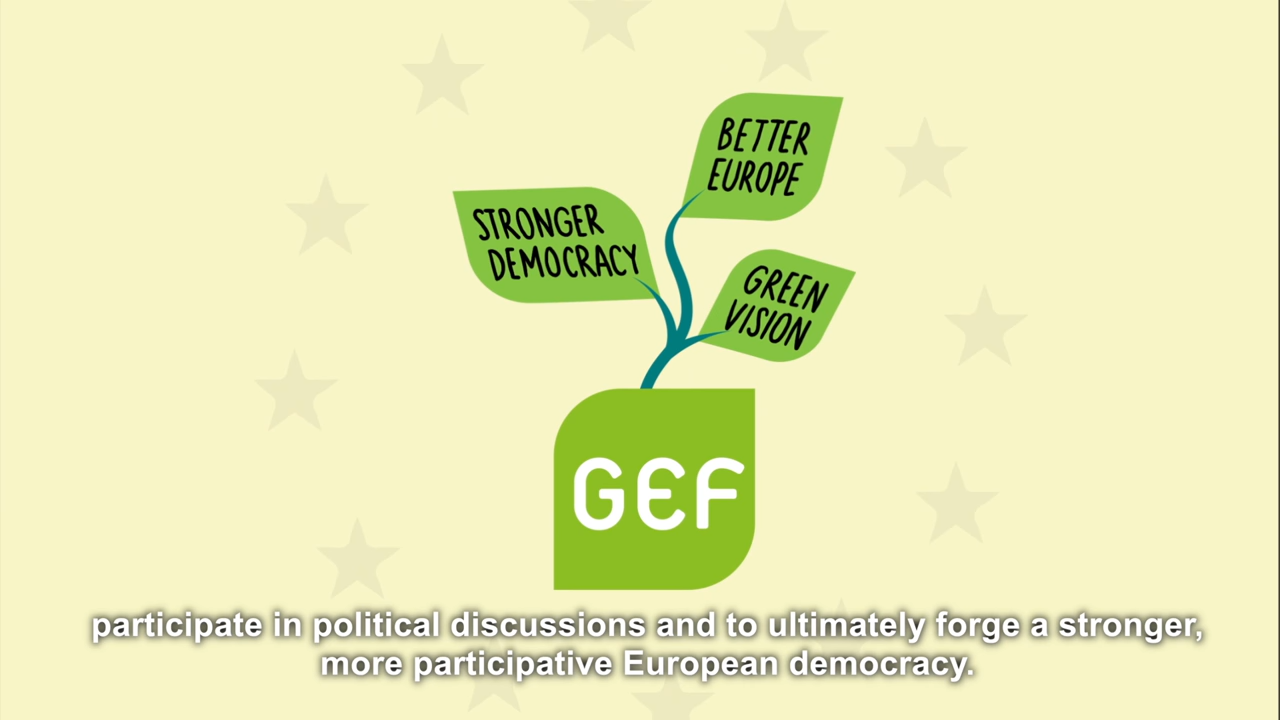 BETTER
EUROPE
STRONGER
DEMOCRACY
GREEN
VISION
GEF
participate in political discussions and to ultimately forge a stronger,
more participative European democracy.